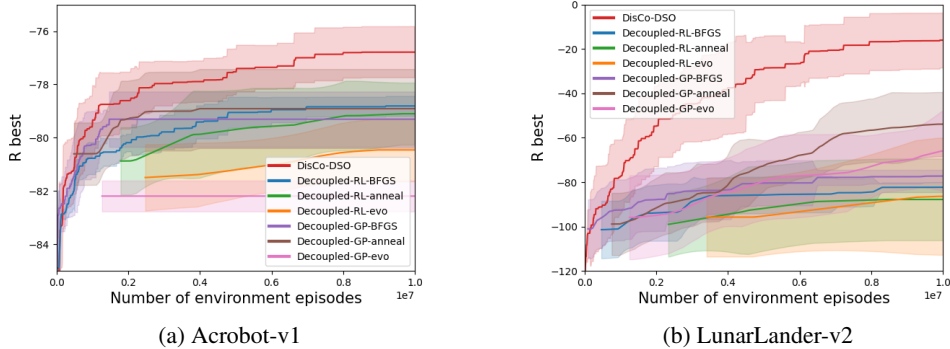 R best
-76
-78
-80
-82
-84
DisCo-DSO
Decoupled-RL-BFGS
Decoupled-RL-anneal
Decoupled-RL-evo
Decoupled-GP-BFGS
Decoupled-GP-anneal
Decoupled-GP-evo
0.0 0.2 0.4 0.6 0.8 1.0
1e7
Number of environment episodes
(a) Acrobot-v1
R best
0
-20
-40
-60
-80
-100
-120
DisCo-DSO
Decoupled-RL-BFGS
Decoupled-RL-anneal
Decoupled-RL-evo
Decoupled-GP-BFGS
Decoupled-GP-anneal
Decoupled-GP-evo
0.0 0.2 0.4 0.6 0.8 1.0
1e7
Number of environment episodes
(b) LunarLander-v2